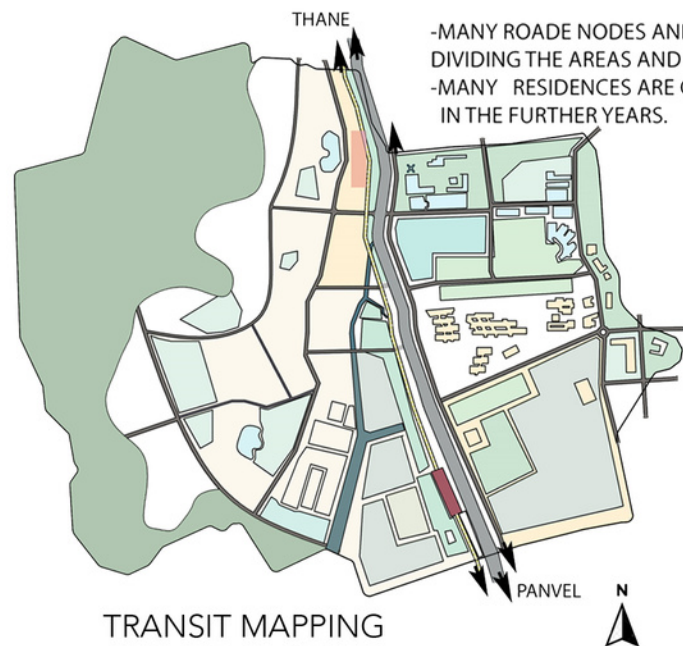 THANE
-MANY ROADE NODES AND
DIVIDING THE AREAS AND
-MANY RESIDENCES ARE
IN THE FURTHER YEARS.
PANVEL
N
TRANSIT MAPPING